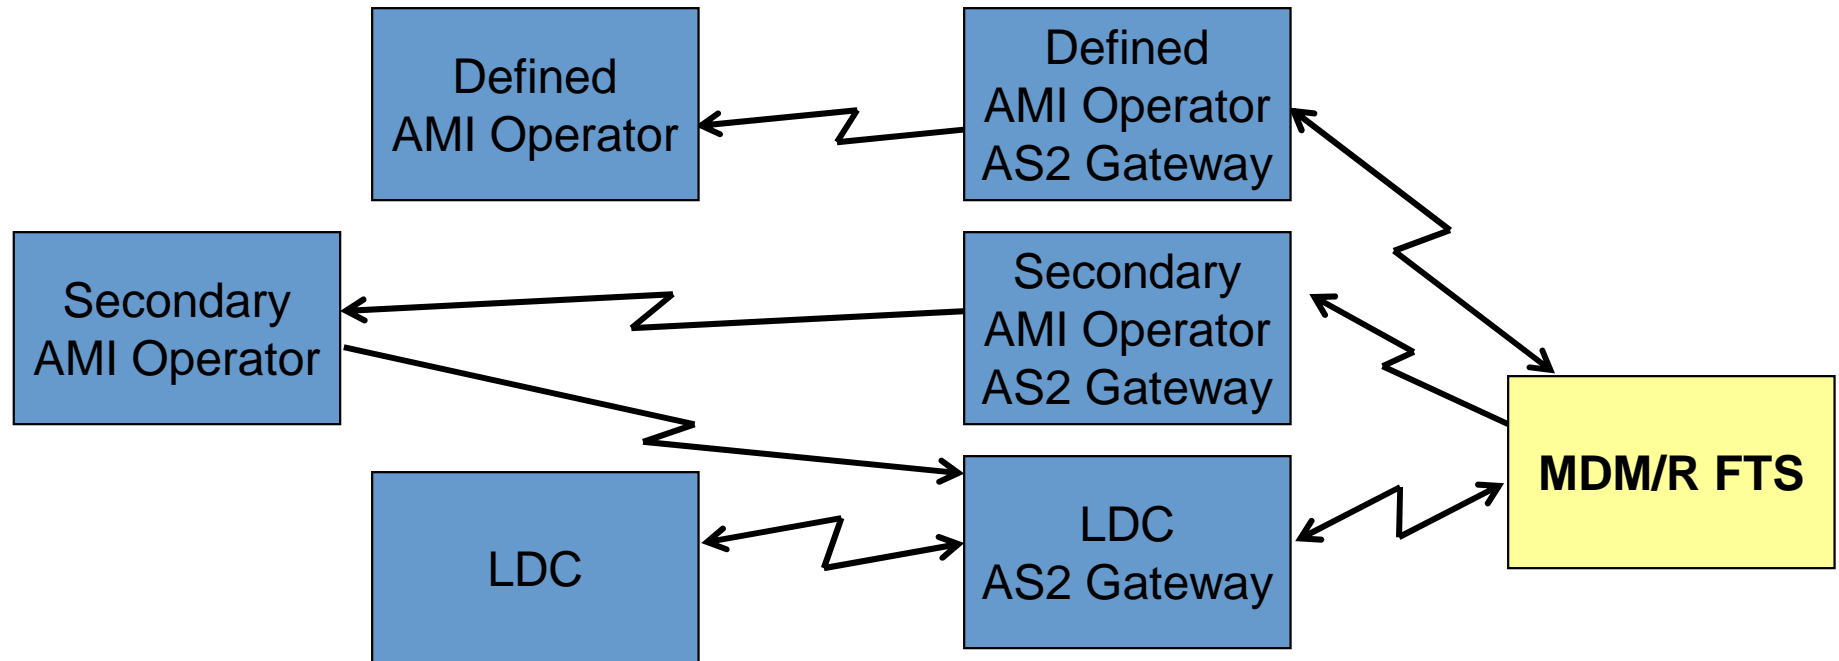 Defined
AMI Operator
Defined
AMI Operator
AS2 Gateway
Secondary
AMI Operator
Secondary
AMI Operator
AS2 Gateway
MDM/R FTS
LDC
LDC
AS2 Gateway